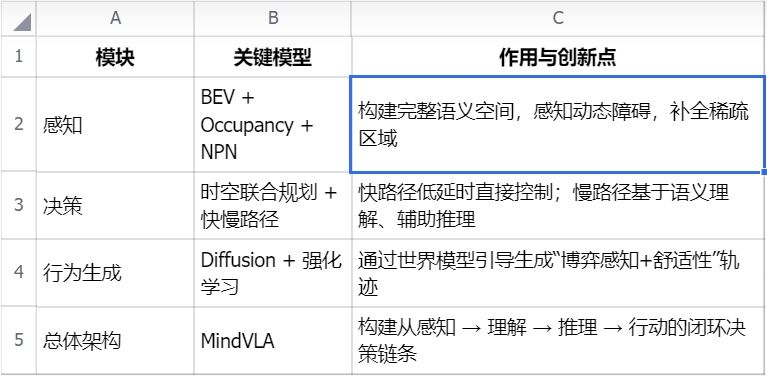 A B C
1 模块 关键模型 作用与创新点
2 感知
BEV +
Occupancy +
NPN
构建完整语义空间，感知动态障碍，补全稀疏
区域
3 决策
时空联合规划 +
快慢路径
快路径低延时直接控制；慢路径基于语义理
解、辅助推理
4 行为生成
Diffusion + 强化
学习
通过世界模型引导生成“博弈感知+舒适性”轨
迹
5 总体架构
MindVLA
构建从感知 → 理解 → 推理 → 行动的闭环决
策链条